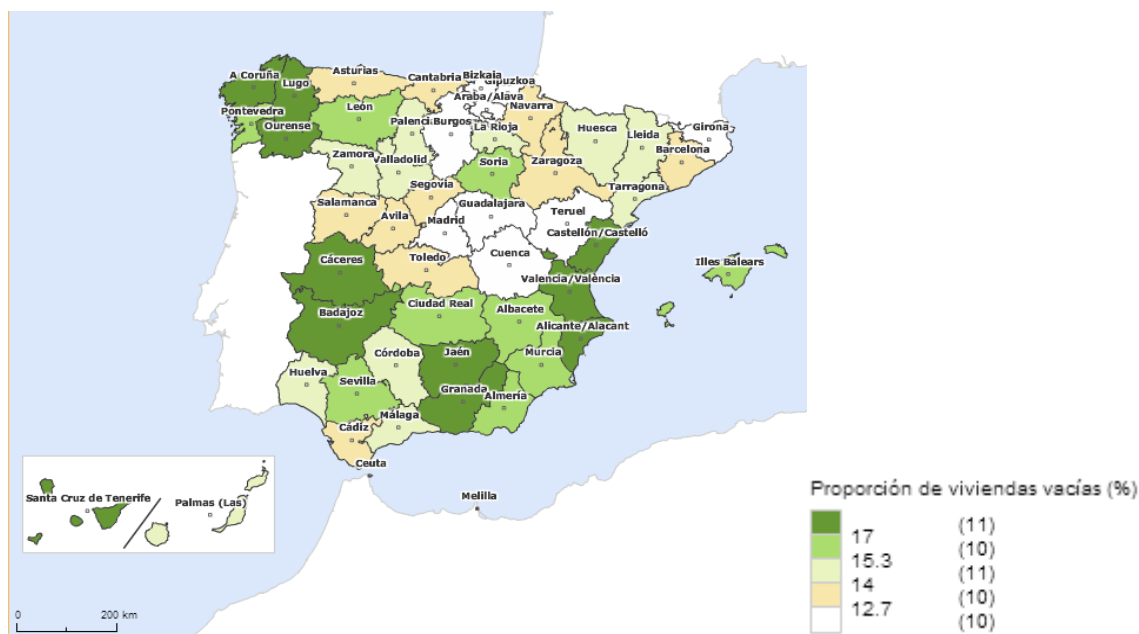 Bizkaia
Asturias
Cantabria
Gipuzkoa
A Coruña
Lugo
Araba/Alava
León
Navarra
Pontevedra
Palenci
Burgos
Ourense
La Rioja
Huesca
Lleida
Girona
Zamora
Valladolid
Soria
Zaragoza
Barcelona
Segovia
Tarragona
Salamanca
Avila
Guadalajara
Madrid
Teruel
Castellón/Castelló
Cuenca
Cáceres
Toledo
Illes Balears
Valencia/València
Badajoz
Ciudad Real
Albacete
Alicante/Alacant
Córdoba
Jaén
Murcia
Huelva
Sevilla
Granada
Almería
Málaga
Cádiz
Ceuta
Melilla
Santa Cruz de Tenerife
Palmas (Las)
0 200 km
Proporción de viviendas vacías (%)
(11)
17
(10)
15.3
(11)
14
(10)
12.7
(10)